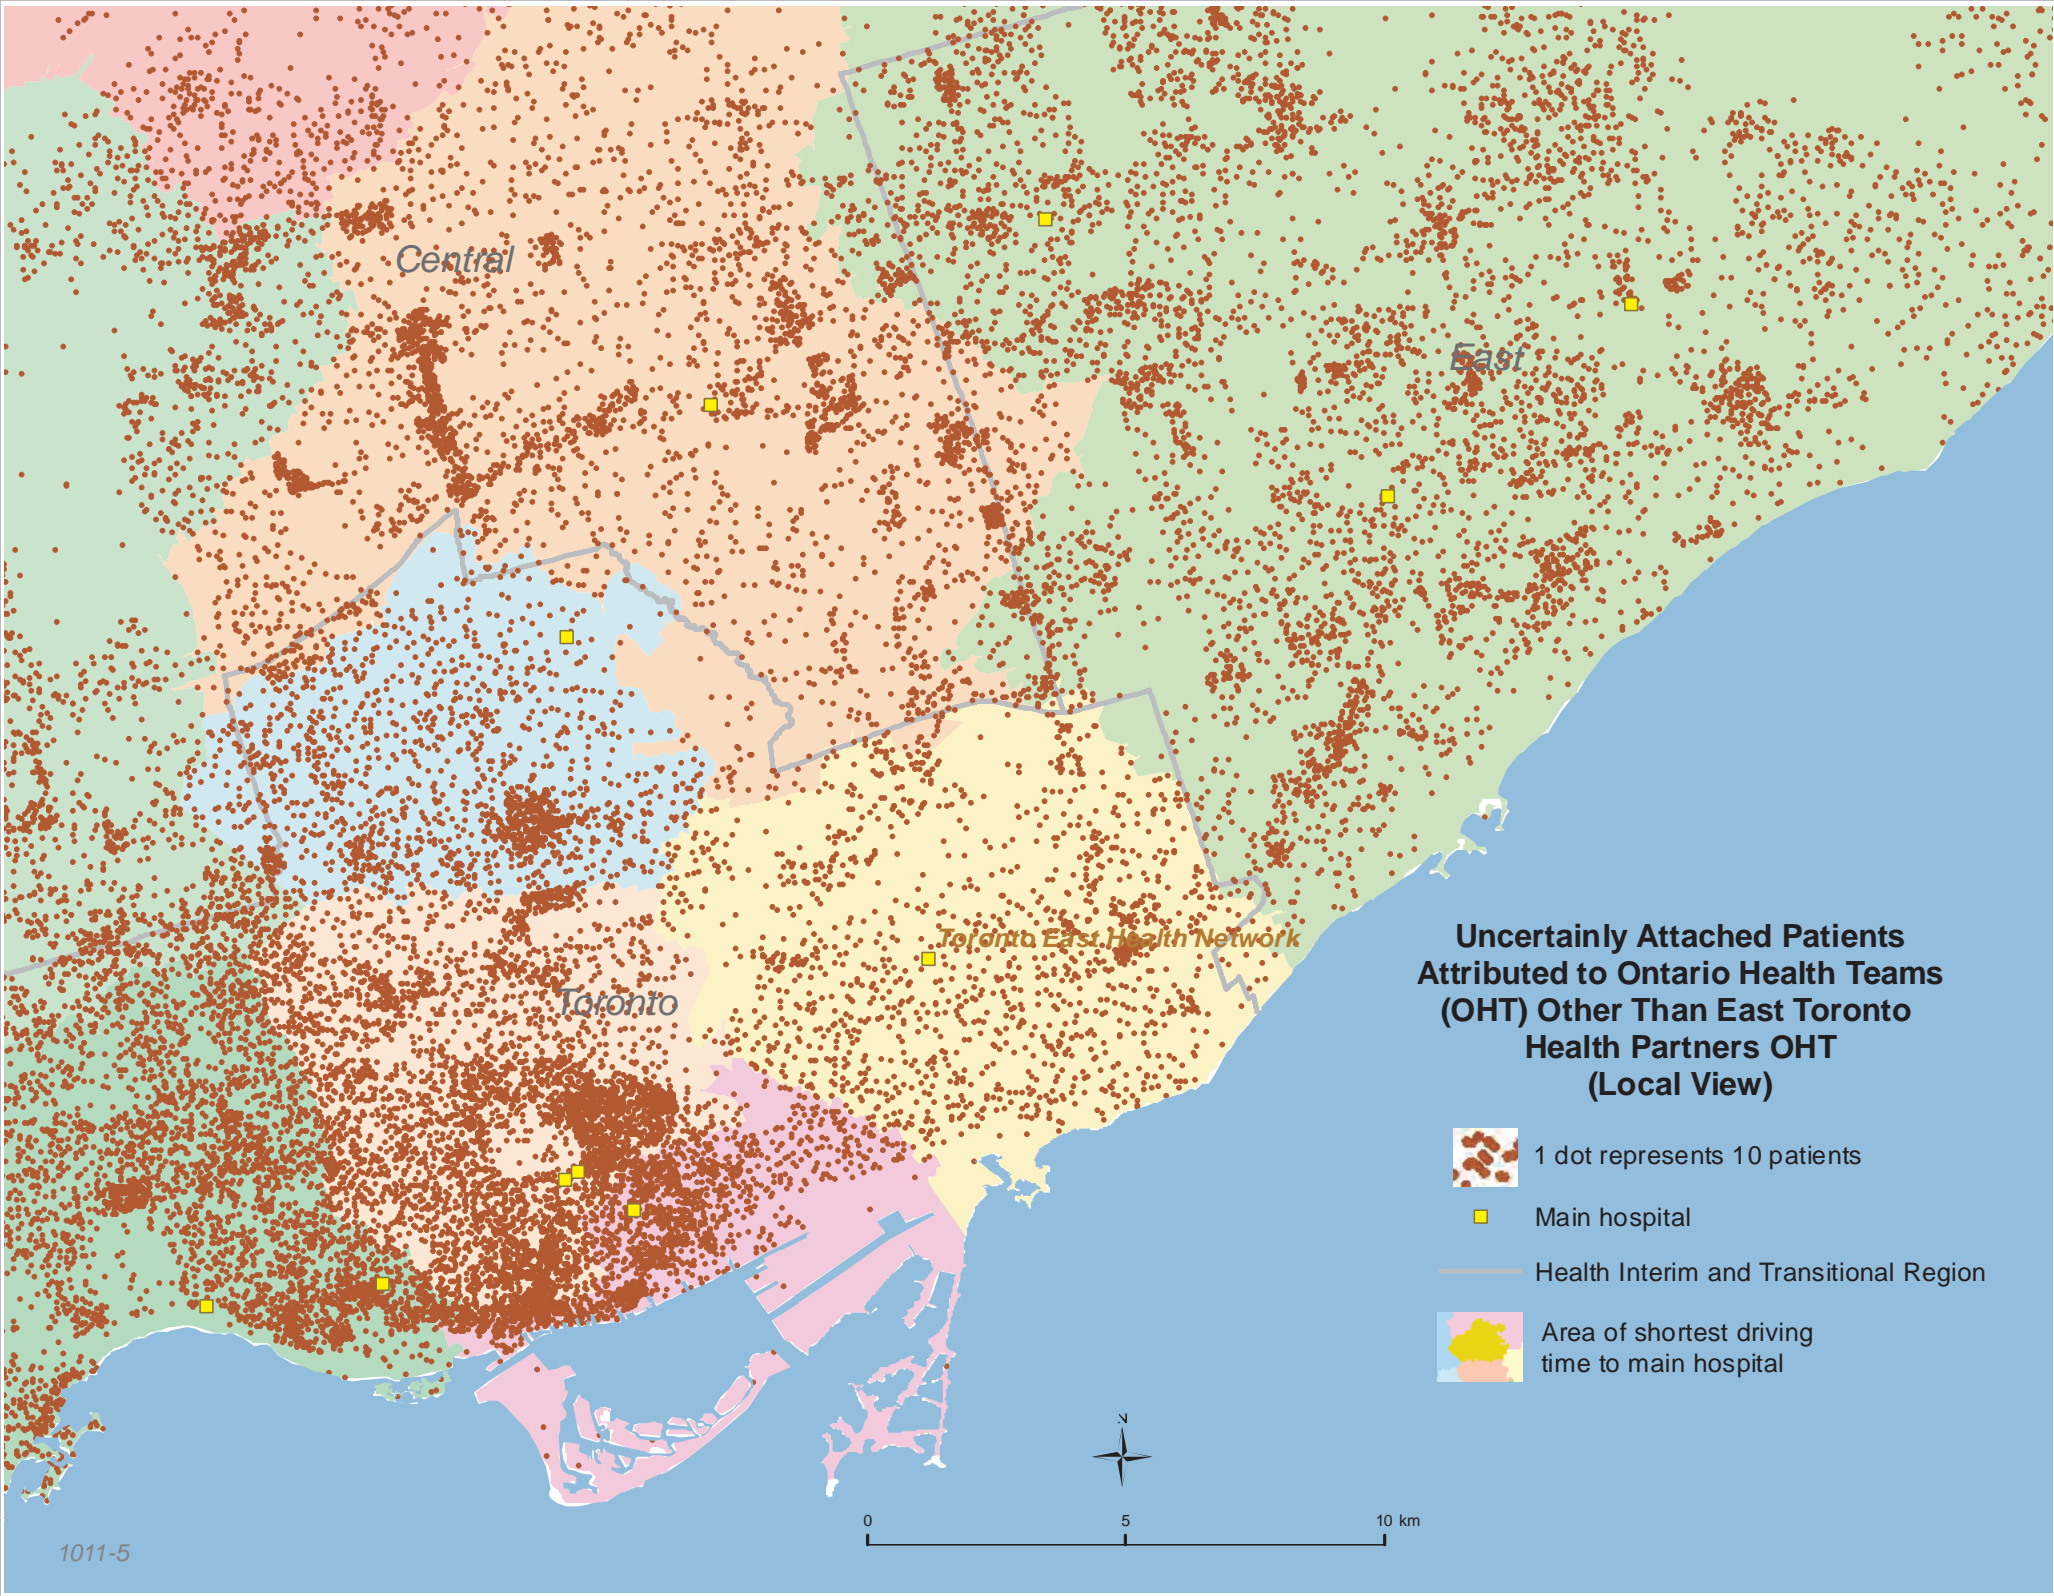 Central
East
Toronto East Health Network
Toronto
Uncertainly Attached Patients
Attributed to Ontario Health Teams
(OHT) Other Than East Toronto
Health Partners OHT
(Local View)
1 dot represents 10 patients
Main hospital
Health Interim and Transitional Region
Area of shortest driving
time to main hospital
N
0 5 10 km
1011-5